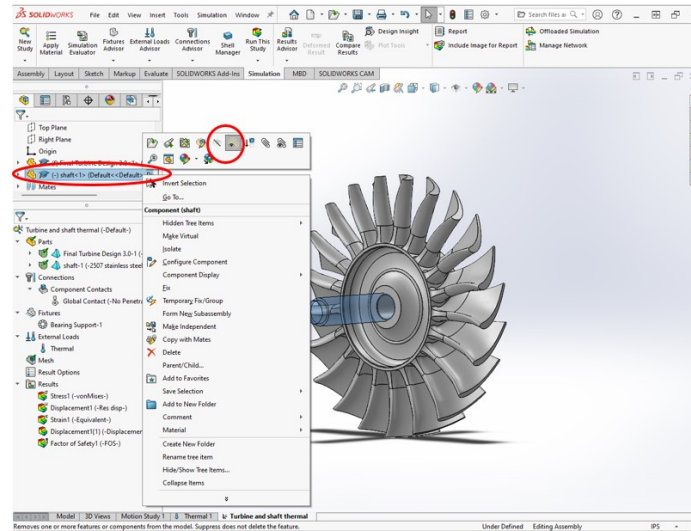 SOLIDWORKS File Edit View Insert Tools Simulation Window Search files a
New Study
Apply Material
Simulation Evaluator
Fixtures Advisor
External Loads Advisor
Connections Advisor
Shell Manager
Run This Study
Results Advisor
Deformed Result
Compare Results
Design Insight
Plot Tools
Report
Include Image for Report
Offloaded Simulation
Manage Network
Assembly Layout Sketch Markup Evaluate SOLIDWORKS Add-Ins Simulation MBD SOLIDWORKS CAM
Top Plane
Right Plane
Origin
(f) Final Turbine Design 3.0<1>
(-) shaft<1> (Default<<Default>
Mates
Turbine and shaft thermal (-Default-)
Parts
Final Turbine Design 3.0-1 (-
shaft-1 (-2507 stainless steel
Connections
Component Contacts
Global Contact (-No Penetra
Fixtures
Bearing Support-1
External Loads
Thermal
Mesh
Result Options
Results
Stress1 (-vonMises-)
Displacement1 (-Res disp-)
Strain1 (-Equivalent-)
Displacement1(1) (-Displacemen
Factor of Safety1 (-FOS-)
Invert Selection
Go To...
Component (shaft)
Hidden Tree Items
Make Virtual
Isolate
Configure Component
Component Display
Fix
Temporary Fix/Group
Form New Subassembly
Make Independent
Copy with Mates
Delete
Parent/Child...
Add to Favorites
Save Selection
Add to New Folder
Comment
Material
Create New Folder
Rename tree item
Hide/Show Tree Items...
Collapse Items
Model 3D Views Motion Study 1 Thermal 1 Turbine and shaft thermal
Removes one or more features or components from the model. Suppress does not delete the feature. Under Defined Editing Assembly IPS